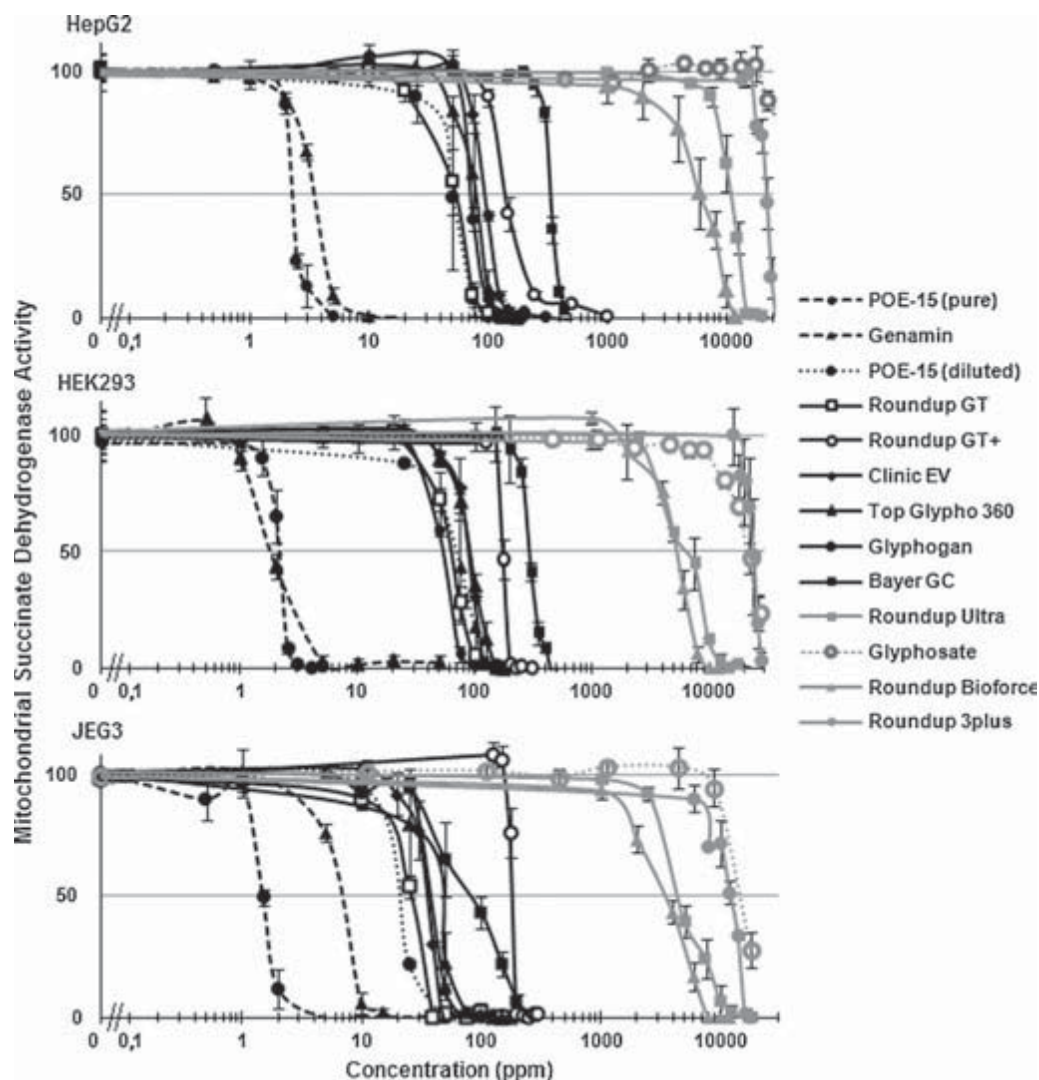 HepG2
100
50
0
0 0,1 1 10 100 1000 10000
HEK293
100
50
0
0 0,1 1 10 100 1000 10000
JEG3
100
50
0
0 0,1 1 10 100 1000 10000
Mitochondrial Succinate Dehydrogenase Activity
Concentration (ppm)
POE-15 (pure)
Genamin
POE-15 (diluted)
Roundup GT
Roundup GT+
Clinic EV
Top Glypho 360
Glyphogan
Bayer GC
Roundup Ultra
Glyphosate
Roundup Bioforce
Roundup 3plus